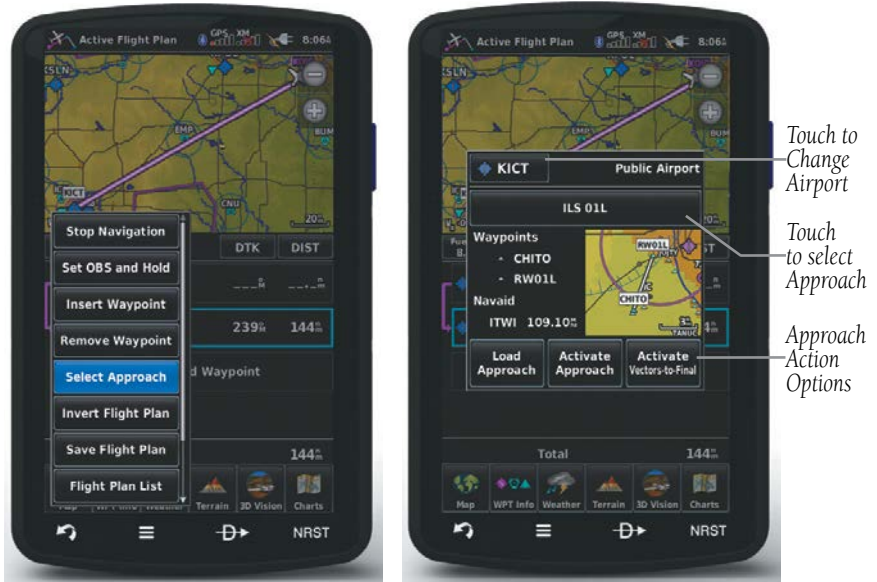 Active Flight Plan GPS XM 8:06
KSLN
EMP
BUM
KICT
CNU
20
Stop Navigation
DTK DIST
Set OBS and Hold
Insert Waypoint
239 144
Remove Waypoint
Select Approach
Waypoint
Invert Flight Plan
Save Flight Plan
144
Flight Plan List
Terrain 3D Vision Charts
NRST
Active Flight Plan GPS XM 8:06
SLN
EMP
BUM
KICT Public Airport
ILS 01L
20
Waypoints
CHITO
RW01L
Navaid
ITWI 109.10
RW01L
CHITO
TANUC
Load Approach
Activate Approach
Activate Vectors-to-Final
Total 144
Map WPT Info Weather Terrain 3D Vision Charts
NRST
Touch to
Change
Airport
Touch
to select
Approach
Approach
Action
Options